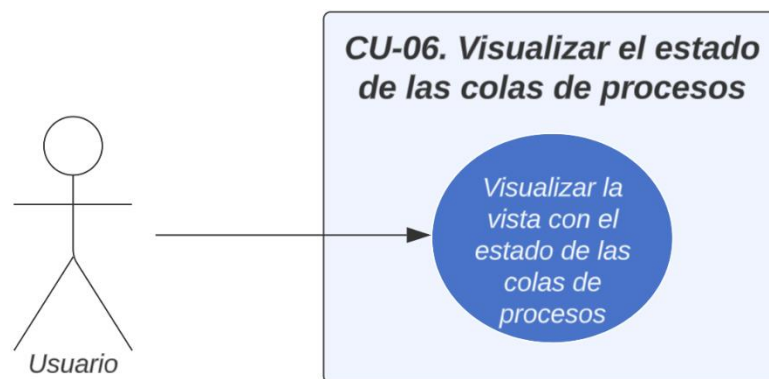 CU-06. Visualizar el estado
de las colas de procesos
Visualizar la
vista con el
estado de las
colas de
procesos
Usuario